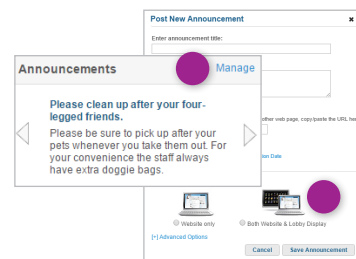 Post New Announcement
x
Enter announcement title:
Announcements
Manage
Please clean up after your four-
legged friends.
Please be sure to pick up after your
pets whenever you take them out. For
your convenience the staff always
have extra doggie bags.
other web page, copy/paste the URL her
ion Date
Website only
Both Website & Lobby Display
[+] Advanced Options
Cancel
Save Announcement